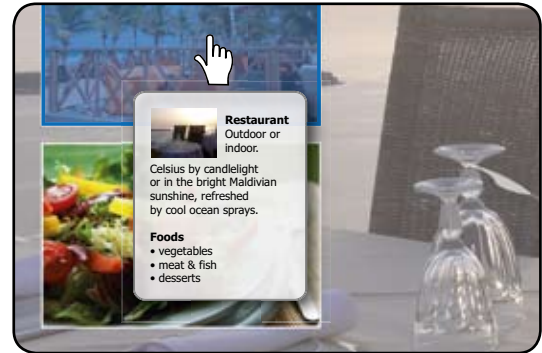 Restaurant
Outdoor or
indoor.
Celsius by candlelight
or in the bright Maldivian
sunshine, refreshed
by cool ocean sprays.
Foods
• vegetables
• meat & fish
• desserts